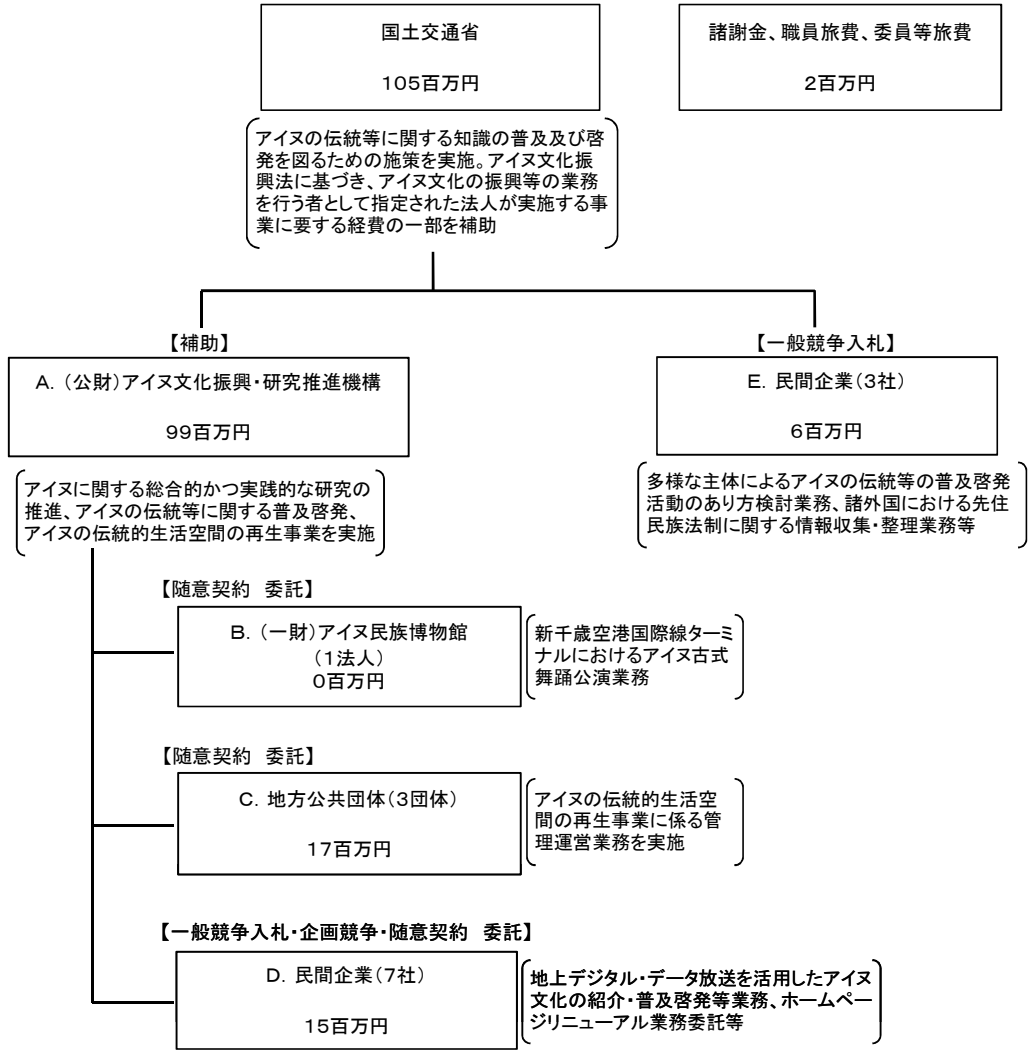 国土交通省
105百万円
諸謝金、職員旅費、委員等旅費
2百万円
アイヌの伝統等に関する知識の普及及び啓
発を図るための施策を実施。アイヌ文化振
興法に基づき、アイヌ文化の振興等の業務
を行う者として指定された法人が実施する事
業に要する経費の一部を補助
【補助】
A. (公財)アイヌ文化振興・研究推進機構
99百万円
アイヌに関する総合的かつ実践的な研究の
推進、アイヌの伝統等に関する普及啓発、
アイヌの伝統的生活空間の再生事業を実施
【一般競争入札】
E. 民間企業(3社)
6百万円
多様な主体によるアイヌの伝統等の普及啓発
活動のあり方検討業務、諸外国における先住
民族法制に関する情報収集・整理業務等
【随意契約 委託】
B. (一財)アイヌ民族博物館
(1法人)
0百万円
新千歳空港国際線ターミ
ナルにおけるアイヌ古式
舞踊公演業務
【随意契約 委託】
C. 地方公共団体(3団体)
17百万円
アイヌの伝統的生活空
間の再生事業に係る管
理運営業務を実施
【一般競争入札・企画競争・随意契約 委託】
D. 民間企業(7社)
15百万円
地上デジタル・データ放送を活用したアイヌ
文化の紹介・普及啓発等業務、ホームペー
ジリニューアル業務委託等